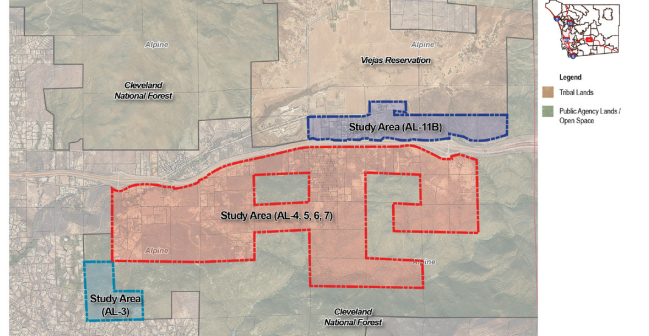 Alpine
Alpine
Viejas Reservation
Cleveland
National Forest
Study Area (AL-11B)
Study Area (AL-4, 5, 6, 7)
Alpine
Alpine
Study Area
(AL-3)
Cleveland
National Forest
Legend
Tribal Lands
Public Agency Lands /
Open Space